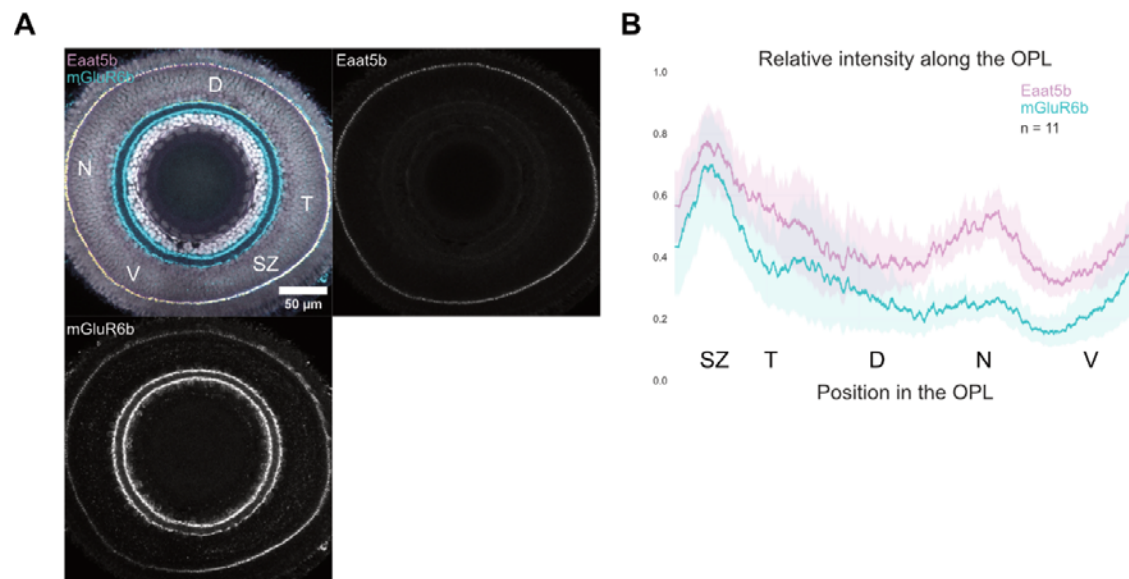 A
Eaat5b
mGluR6b
D
N
T
V
SZ
50 µm
Eaat5b
mGluR6b
B
Relative intensity along the OPL
1.0
Eaat5b
mGluR6b
n = 11
0.8
0.6
0.4
0.2
0.0
SZ T D N V
Position in the OPL